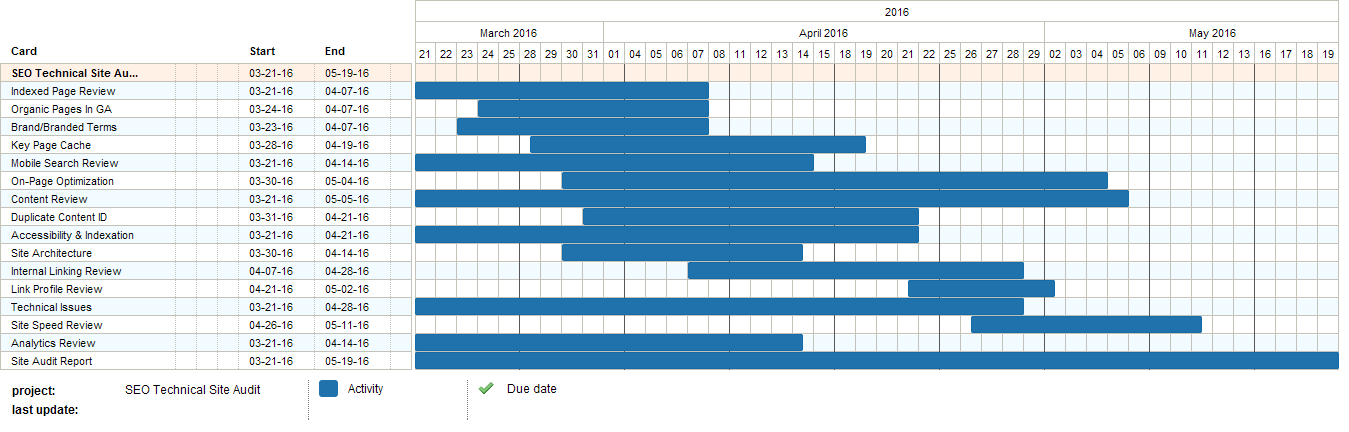 2016
March 2016 April 2016 May 2016
Card Start End 21 22 23 24 25 28 29 30 31 01 04 05 06 07 08 11 12 13 14 15 18 19 20 21 22 25 26 27 28 29 02 03 04 05 06 09 10 11 12 13 16 17 18 19
SEO Technical Site Au... 03-21-16 05-19-16
Indexed Page Review 03-21-16 04-07-16
Organic Pages In GA 03-24-16 04-07-16
Brand/Branded Terms 03-23-16 04-07-16
Key Page Cache 03-28-16 04-19-16
Mobile Search Review 03-21-16 04-14-16
On-Page Optimization 03-30-16 05-04-16
Content Review 03-21-16 05-05-16
Duplicate Content ID 03-31-16 04-21-16
Accessibility & Indexation 03-21-16 04-21-16
Site Architecture 03-30-16 04-14-16
Internal Linking Review 04-07-16 04-28-16
Link Profile Review 04-21-16 05-02-16
Technical Issues 03-21-16 04-28-16
Site Speed Review 04-26-16 05-11-16
Analytics Review 03-21-16 04-14-16
Site Audit Report 03-21-16 05-19-16
project: SEO Technical Site Audit Activity Due date
last update: